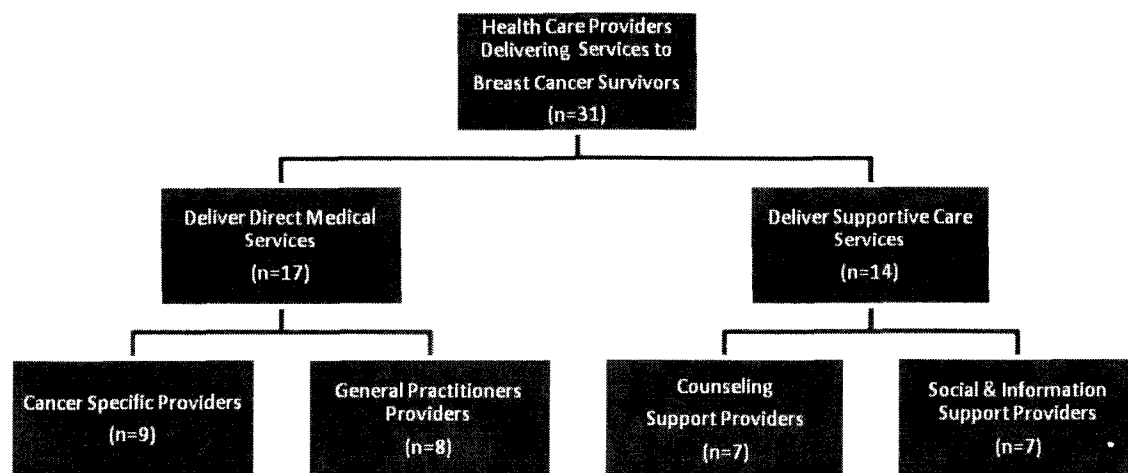 Health Care Providers
Delivering Services to
Breast Cancer Survivors
(n=31)
Deliver Direct Medical
Services
(n=17)
Deliver Supportive Care
Services
(n=14)
Cancer Specific Providers
(n=9)
General Practitioners
Providers
(n=8)
Counseling
Support Providers
(n=7)
Social & Information
Support Providers
(n=7)